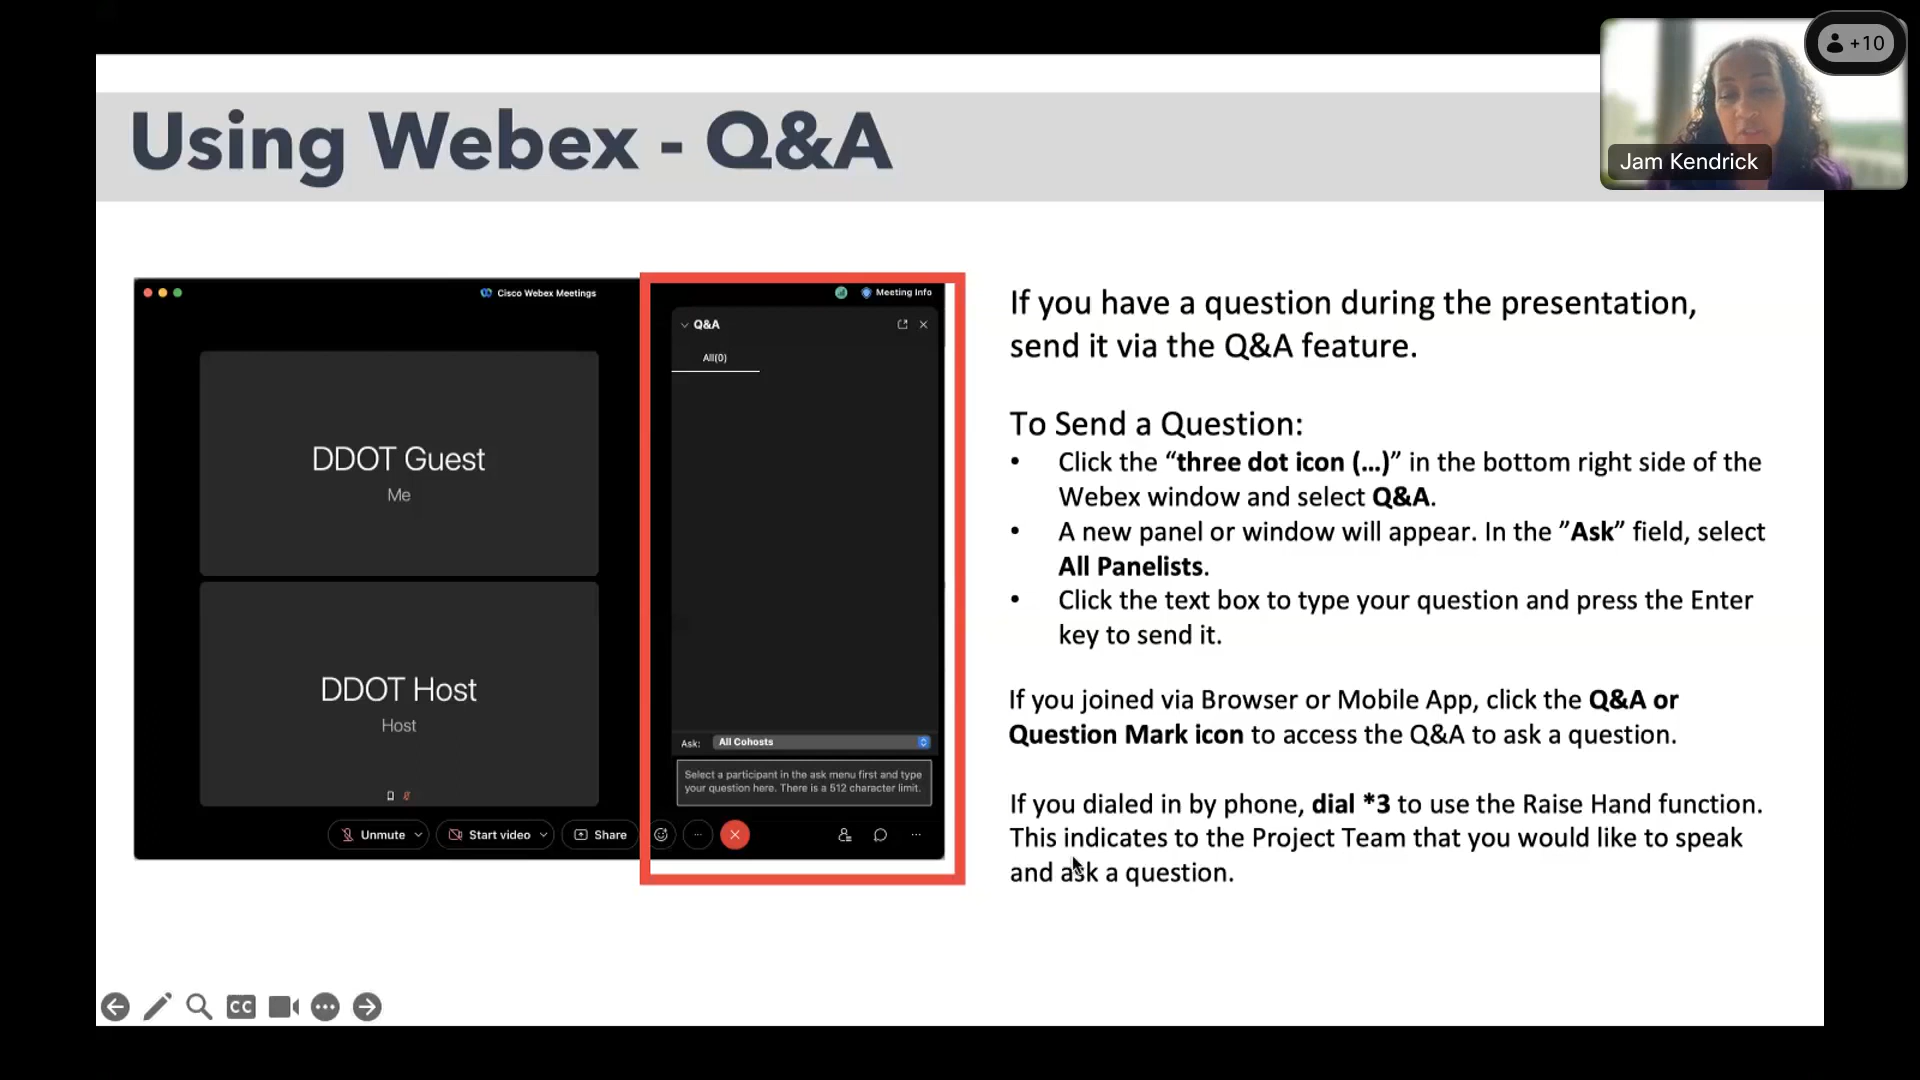 +10
Jam Kendrick
Using Webex - Q&A
Cisco Webex Meetings
Meeting Info
Q&A
All(0)
DDOT Guest
Me
DDOT Host
Host
Ask: All Cohosts
Select a participant in the ask menu first and type
your question here. There is a 512 character limit.
Unmute
Start video
Share
If you have a question during the presentation,
send it via the Q&A feature.
To Send a Question:
• Click the “three dot icon (…)” in the bottom right side of the
Webex window and select Q&A.
• A new panel or window will appear. In the ”Ask” field, select
All Panelists.
• Click the text box to type your question and press the Enter
key to send it.
If you joined via Browser or Mobile App, click the Q&A or
Question Mark icon to access the Q&A to ask a question.
If you dialed in by phone, dial *3 to use the Raise Hand function.
This indicates to the Project Team that you would like to speak
and ask a question.
CC